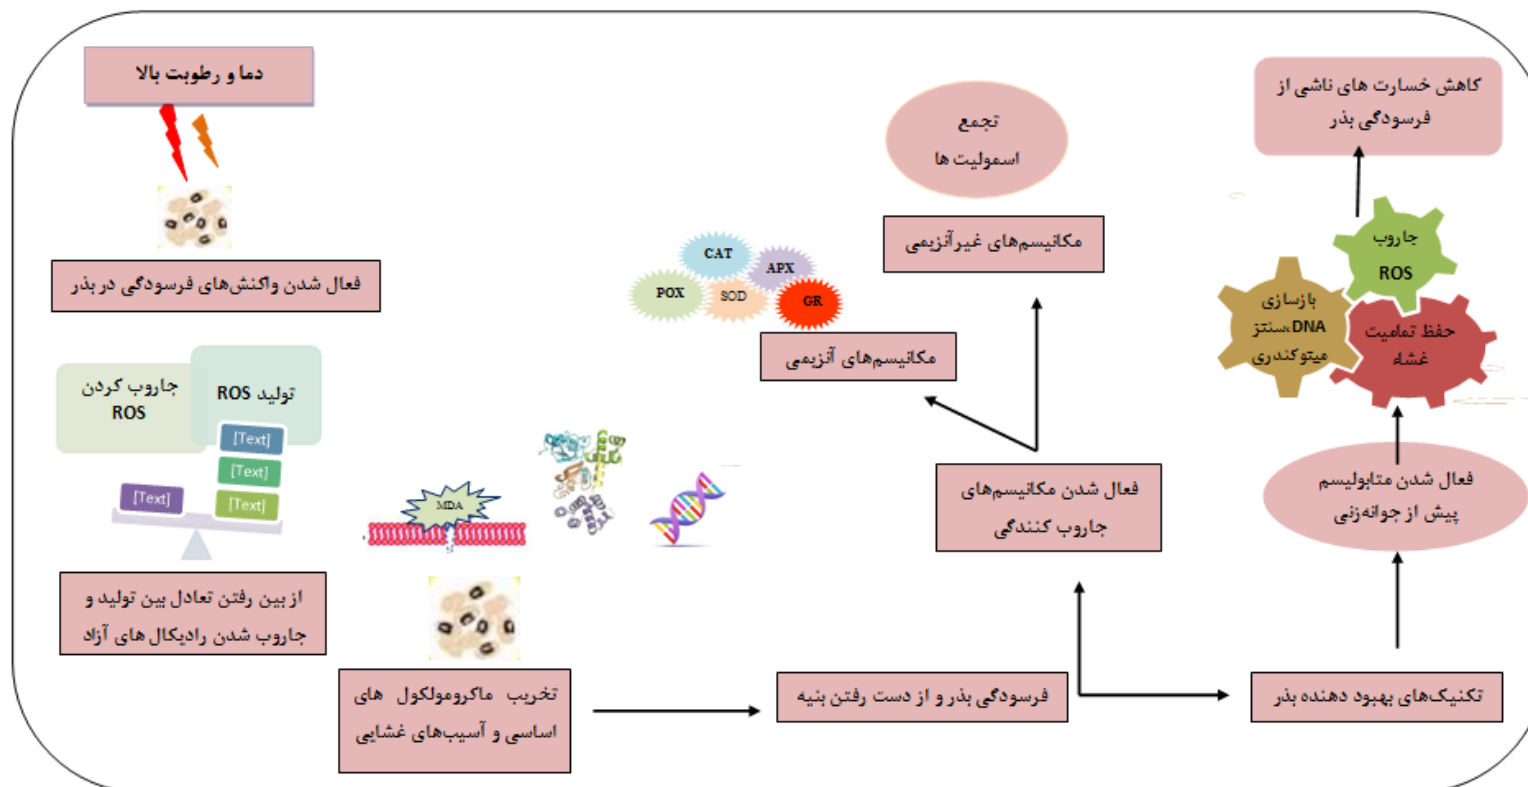 دما و رطوبت بالا
فعال شدن واکنش‌های فرسودگی در بذر
تولید ROS
جاروب کردن
ROS
[Text]
[Text]
[Text]
[Text]
از بین رفتن تعادل بین تولید و
جاروب شدن رادیکال های آزاد
MDA
تخریب ماکرومولکول های
اساسی و آسیب‌های غشایی
فرسودگی بذر و از دست رفتن بنیه
تکنیک‌های بهبود دهنده بذر
فعال شدن مکانیسم‌های
جاروب کنندگی
مکانیسم‌های آنزیمی
POX
CAT
SOD
APX
GR
مکانیسم‌های غیرآنزیمی
تجمع
اسمولیت ها
فعال شدن متابولیسم
پیش از جوانه‌زنی
حفظ تمامیت
غشاء
بازسازی
DNA،سنتز
میتوکندری
جاروب
ROS
کاهش خسارت های ناشی از
فرسودگی بذر